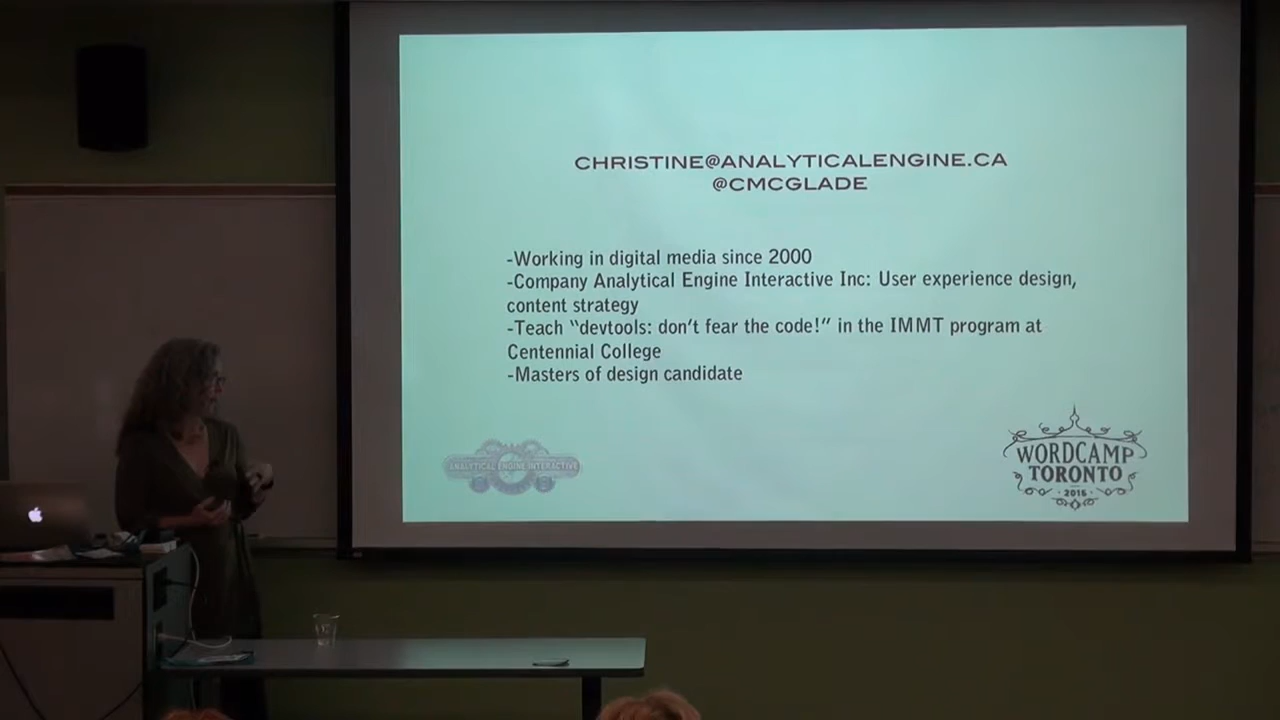 CHRISTINE@ANALYTICALENGINE.CA
@CMCGLADE
-Working in digital media since 2000
-Company Analytical Engine Interactive Inc: User experience design,
content strategy
-Teach “devtools: don’t fear the code!” in the IMMT program at
Centennial College
-Masters of design candidate
ANALYTICAL ENGINE INTERACTIVE
WORDCAMP
TORONTO
2015